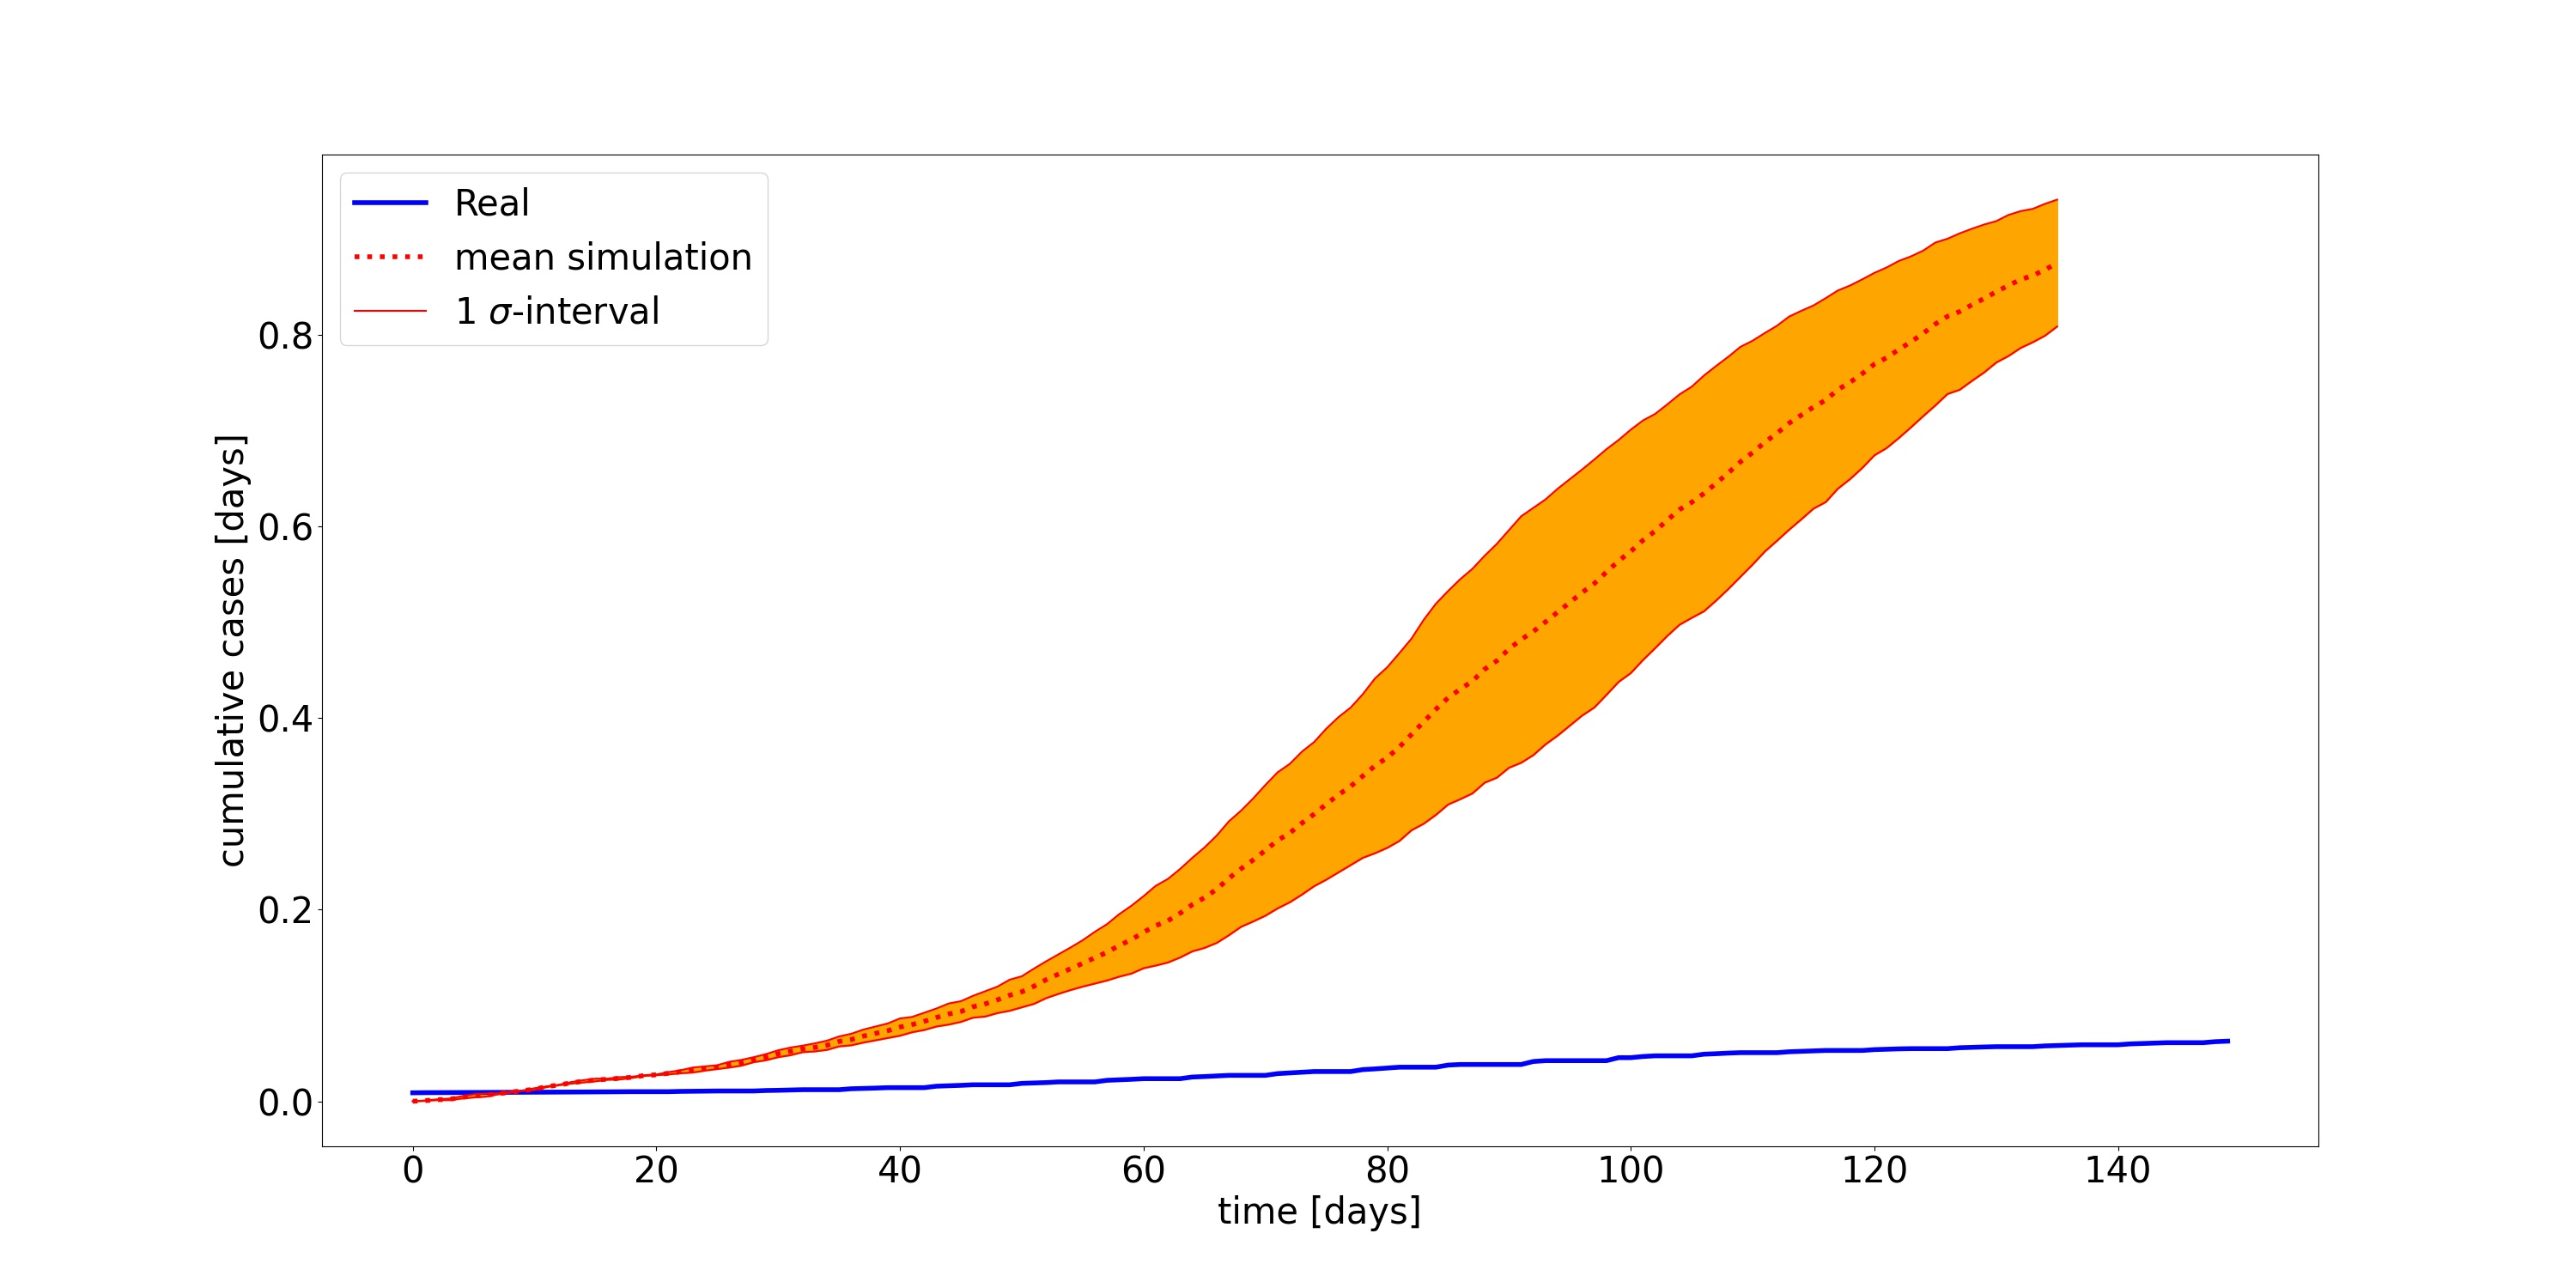 Real
mean simulation
1 σ-interval
cumulative cases [days]
0.8
0.6
0.4
0.2
0.0
0 20 40 60 80 100 120 140
time [days]